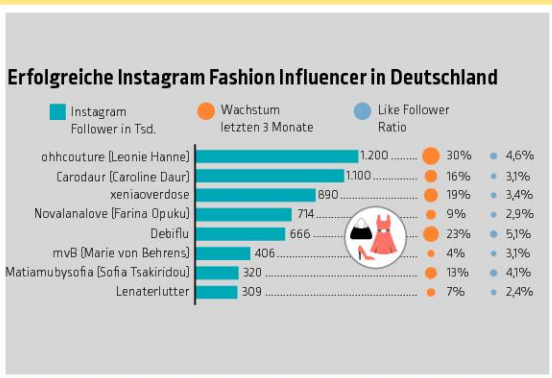 Erfolgreiche Instagram Fashion Influencer in Deutschland
Instagram Follower in Tsd.
Wachstum letzten 3 Monate
Like Follower Ratio
ohhcouture (Leonie Hanne) 1.200 30% 4,6%
Carodaur (Caroline Daur) 1.100 16% 3,1%
xeniaoverdose 890 19% 3,4%
Novalanalove (Farina Opuku) 714 9% 2,9%
Debiflu 666 23% 5,1%
mvB (Marie von Behrens) 406 4% 3,1%
Matiamubysofia (Sofia Tsakiridou) 320 13% 4,1%
Lenaterlutter 309 7% 2,4%